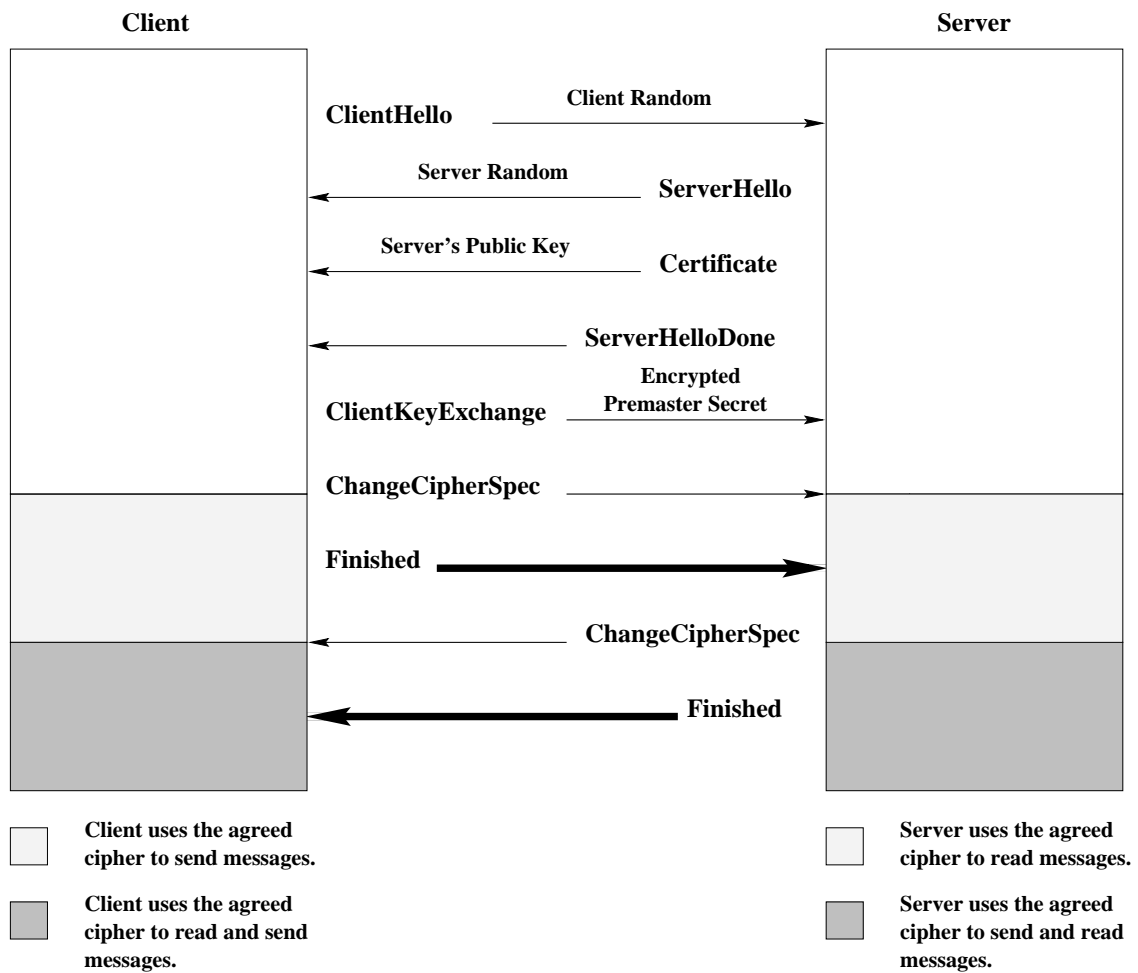 Client
Server
Client Random
ClientHello
Server Random
ServerHello
Server’s Public Key
Certificate
ServerHelloDone
Encrypted
Premaster Secret
ClientKeyExchange
ChangeCipherSpec
Finished
ChangeCipherSpec
Finished
Client uses the agreed
cipher to send messages.
Server uses the agreed
cipher to read messages.
Client uses the agreed
cipher to read and send
messages.
Server uses the agreed
cipher to send and read
messages.